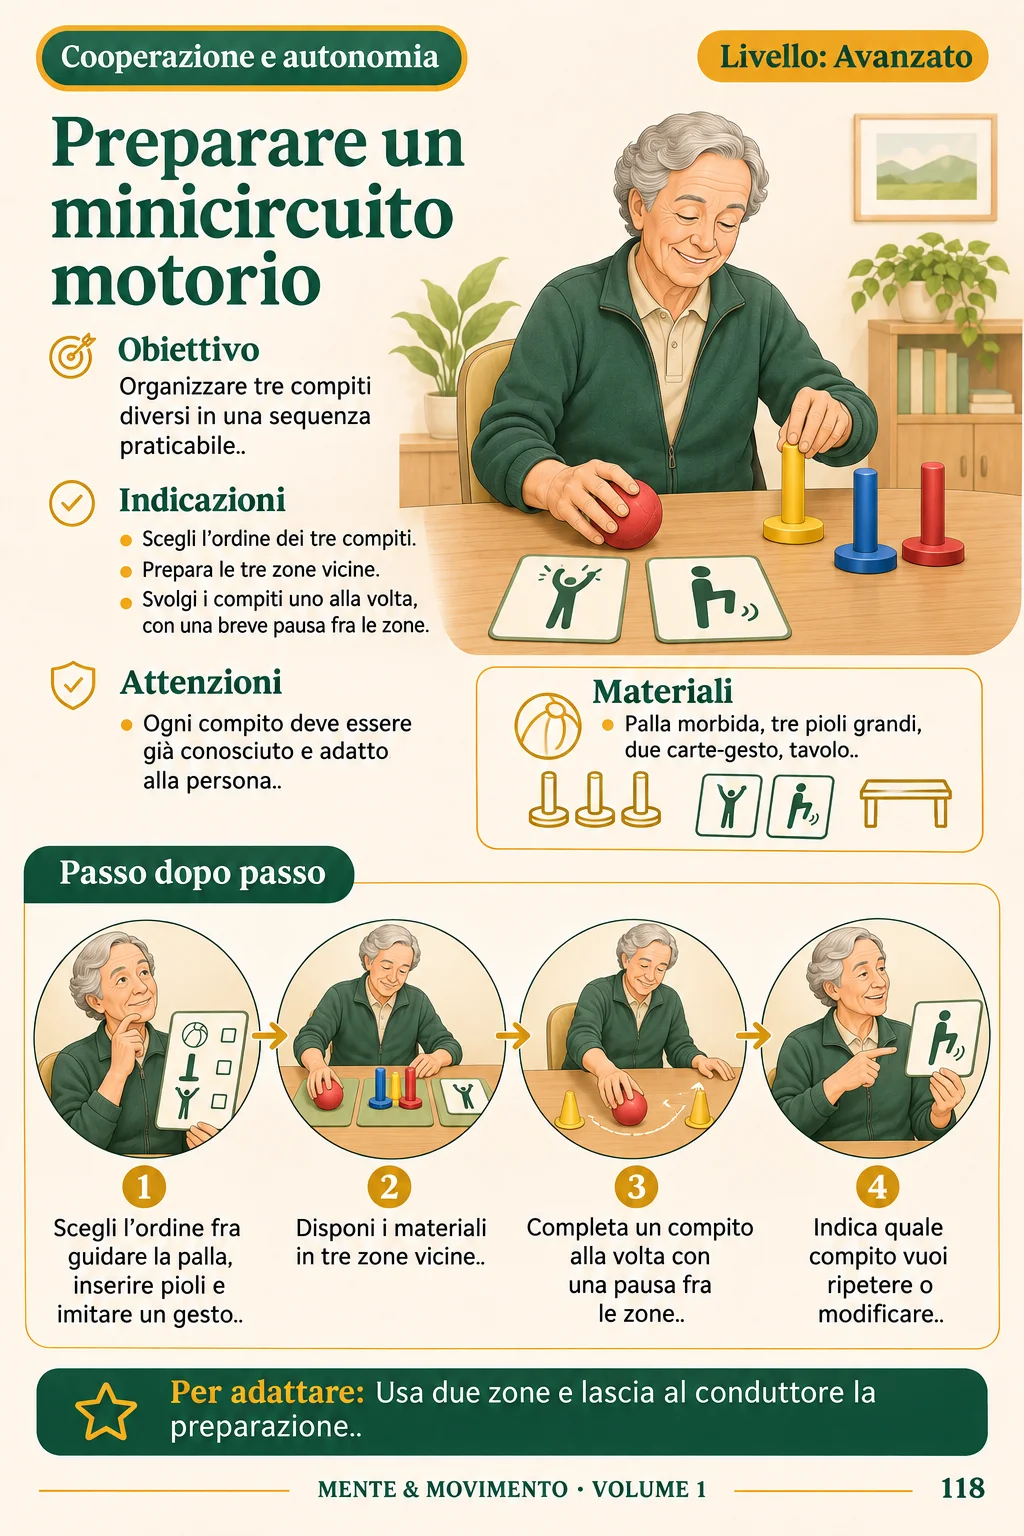 Cooperazione e autonomia
Livello: Avanzato
Preparare un
minicircuito
motorio
Obiettivo
Organizzare tre compiti
diversi in una sequenza
praticabile..
Indicazioni
Scegli l'ordine dei tre compiti.
Prepara le tre zone vicine.
Svolgi i compiti uno alla volta,
con una breve pausa fra le zone.
Attenzioni
Ogni compito deve essere
già conosciuto e adatto
alla persona..
Materiali
Palla morbida, tre pioli grandi,
due carte-gesto, tavolo..
Passo dopo passo
1
Scegli l'ordine fra
guidare la palla,
inserire pioli e
imitare un gesto..
2
Disponi i materiali
in tre zone vicine..
3
Completa un compito
alla volta con
una pausa fra
le zone..
4
Indica quale
compito vuoi
ripetere o
modificare..
Per adattare: Usa due zone e lascia al conduttore la
preparazione..
MENTE & MOVIMENTO • VOLUME 1
118